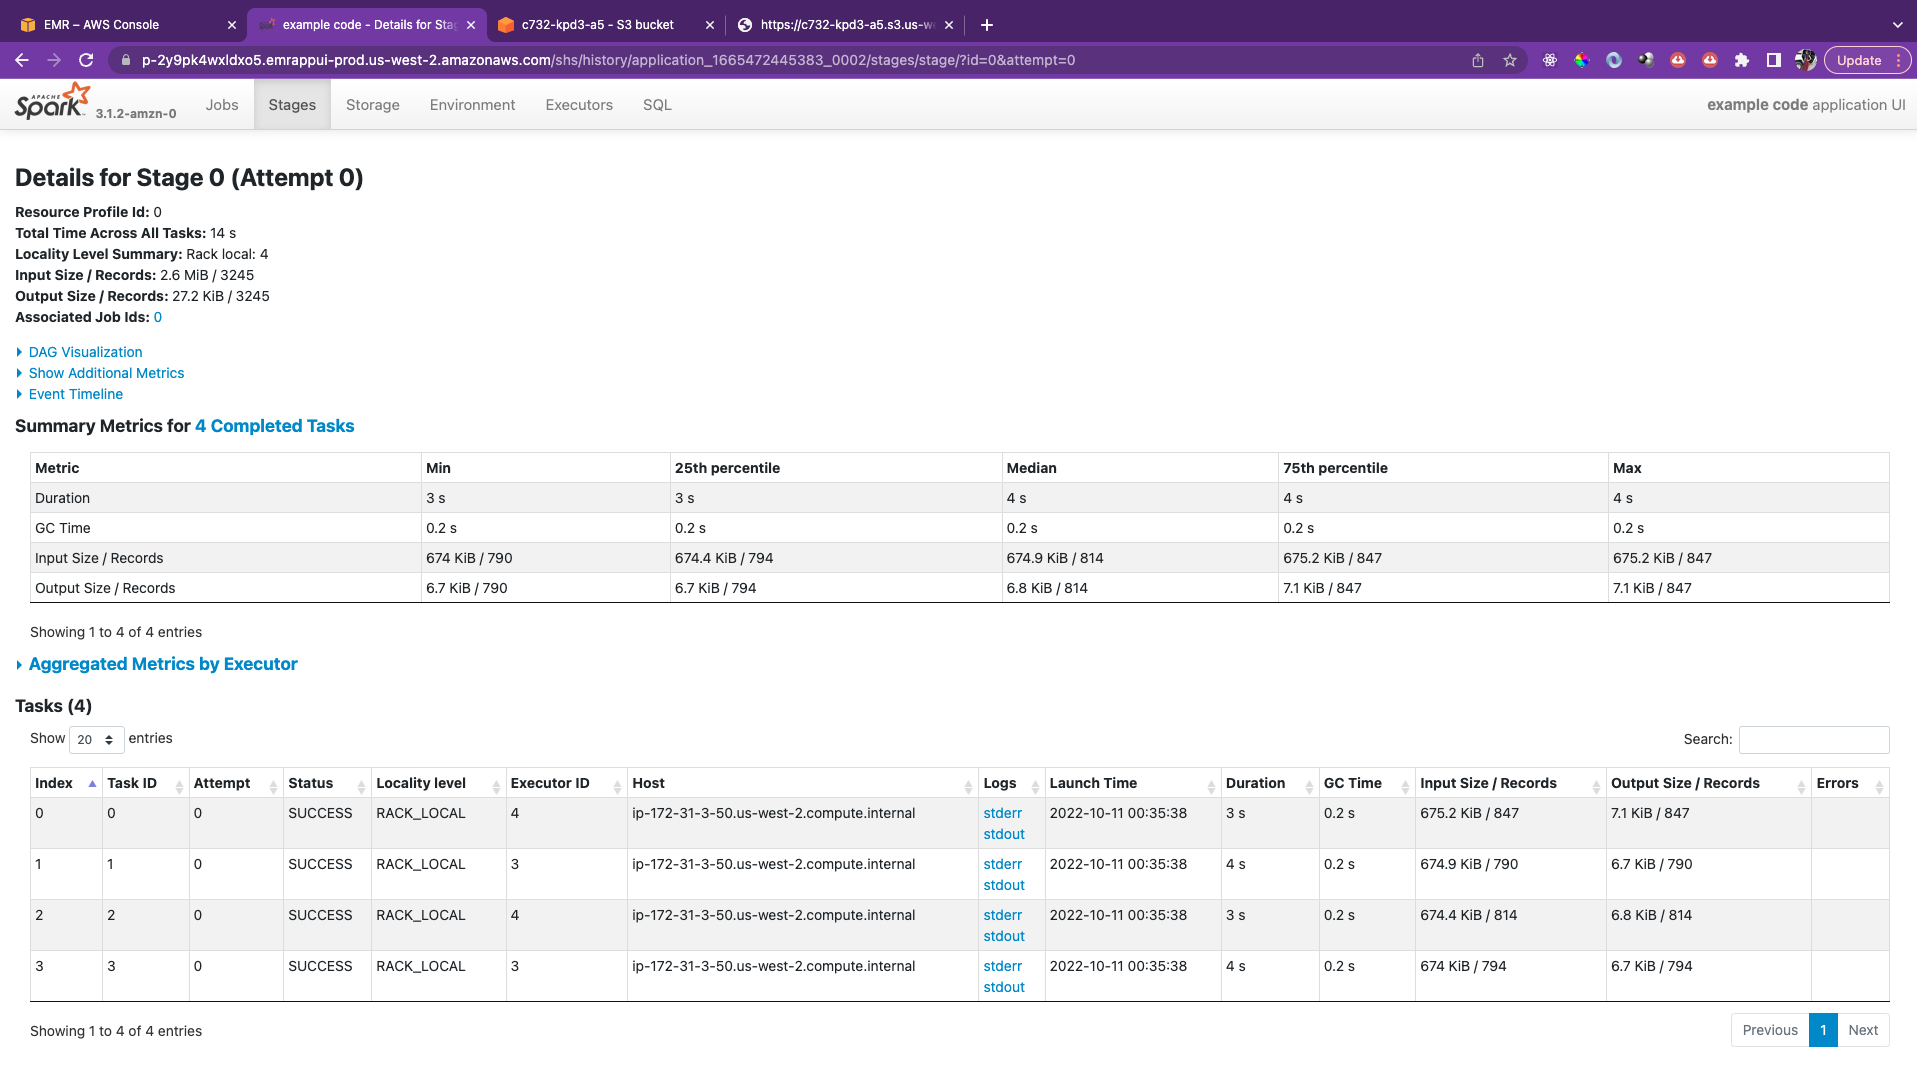 EMR – AWS Console
example code - Details for Stag
c732-kpd3-a5 - S3 bucket
https://c732-kpd3-a5.s3.us-we
p-2y9pk4wxldxo5.emrappui-prod.us-west-2.amazonaws.com/shs/history/application_1665472445383_0002/stages/stage/?id=0&attempt=0
Update
APACHE Spark 3.1.2-amzn-0 Jobs Stages Storage Environment Executors SQL example code application UI
Details for Stage 0 (Attempt 0)
Resource Profile Id: 0
Total Time Across All Tasks: 14 s
Locality Level Summary: Rack local: 4
Input Size / Records: 2.6 MiB / 3245
Output Size / Records: 27.2 KiB / 3245
Associated Job Ids: 0
DAG Visualization
Show Additional Metrics
Event Timeline
Summary Metrics for 4 Completed Tasks
Metric Min 25th percentile Median 75th percentile Max
Duration 3 s 3 s 4 s 4 s 4 s
GC Time 0.2 s 0.2 s 0.2 s 0.2 s 0.2 s
Input Size / Records 674 KiB / 790 674.4 KiB / 794 674.9 KiB / 814 675.2 KiB / 847 675.2 KiB / 847
Output Size / Records 6.7 KiB / 790 6.7 KiB / 794 6.8 KiB / 814 7.1 KiB / 847 7.1 KiB / 847
Showing 1 to 4 of 4 entries
Aggregated Metrics by Executor
Tasks (4)
Show 20 entries Search:
Index Task ID Attempt Status Locality level Executor ID Host Logs Launch Time Duration GC Time Input Size / Records Output Size / Records Errors
0 0 0 SUCCESS RACK_LOCAL 4 ip-172-31-3-50.us-west-2.compute.internal stderr 2022-10-11 00:35:38 3 s 0.2 s 675.2 KiB / 847 7.1 KiB / 847
stdout
1 1 0 SUCCESS RACK_LOCAL 3 ip-172-31-3-50.us-west-2.compute.internal stderr 2022-10-11 00:35:38 4 s 0.2 s 674.9 KiB / 790 6.7 KiB / 790
stdout
2 2 0 SUCCESS RACK_LOCAL 4 ip-172-31-3-50.us-west-2.compute.internal stderr 2022-10-11 00:35:38 3 s 0.2 s 674.4 KiB / 814 6.8 KiB / 814
stdout
3 3 0 SUCCESS RACK_LOCAL 3 ip-172-31-3-50.us-west-2.compute.internal stderr 2022-10-11 00:35:38 4 s 0.2 s 674 KiB / 794 6.7 KiB / 794
stdout
Showing 1 to 4 of 4 entries Previous 1 Next